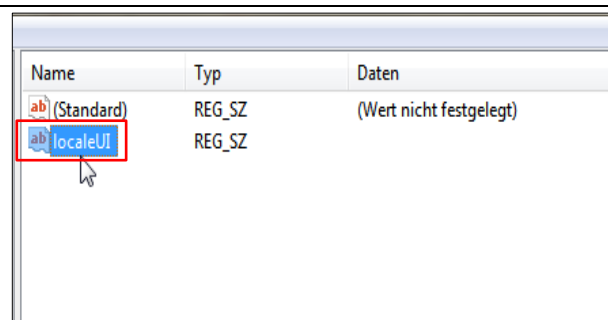 Name Typ Daten
(Standard) REG_SZ (Wert nicht festgelegt)
localeUI REG_SZ